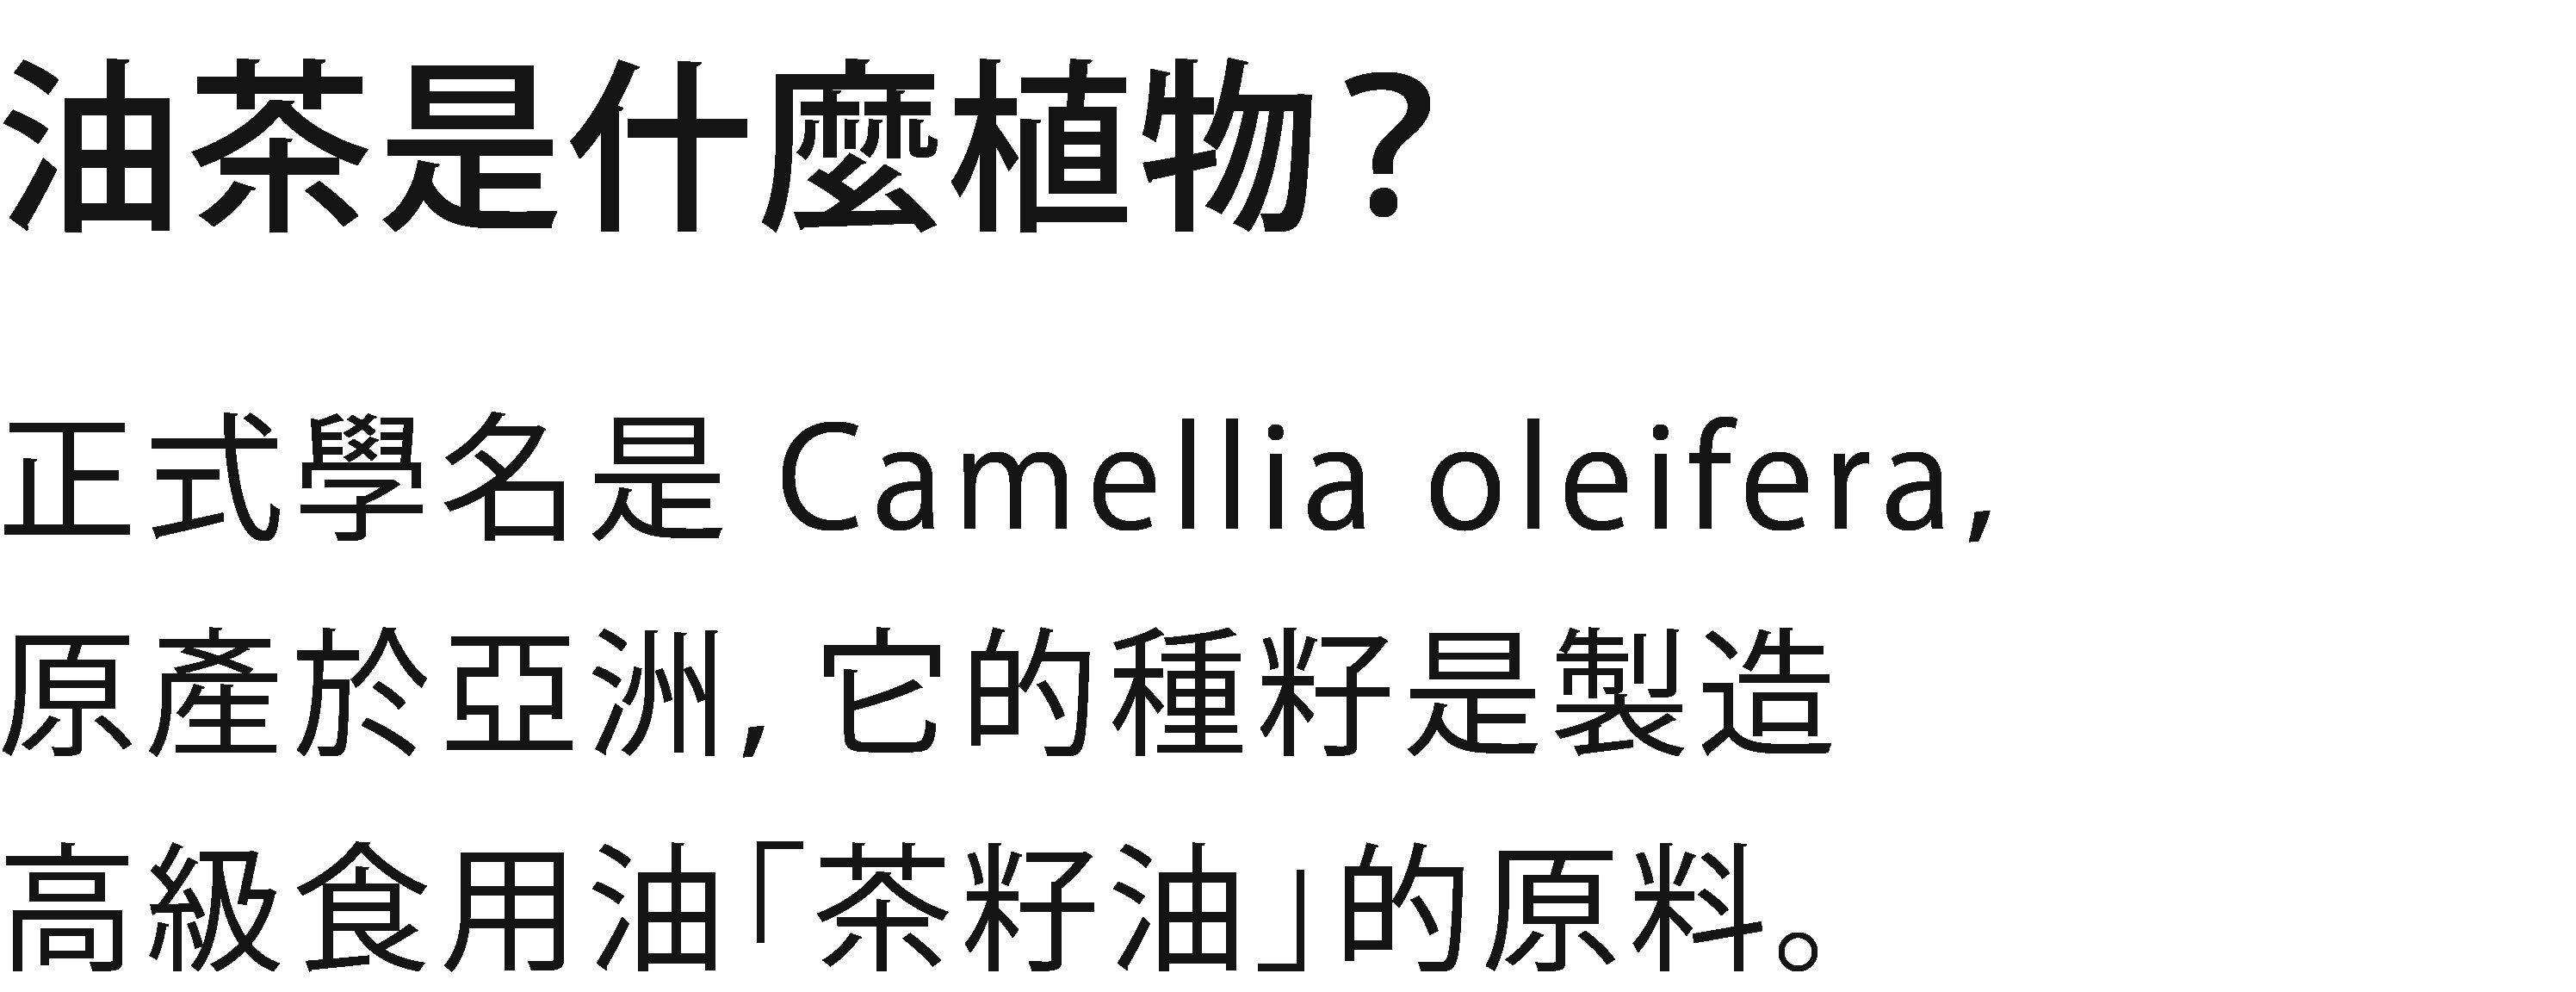 油茶是什麼植物？
正式學名是 Camellia oleifera,
原產於亞洲, 它的種籽是製造
高級食用油「茶籽油」的原料。